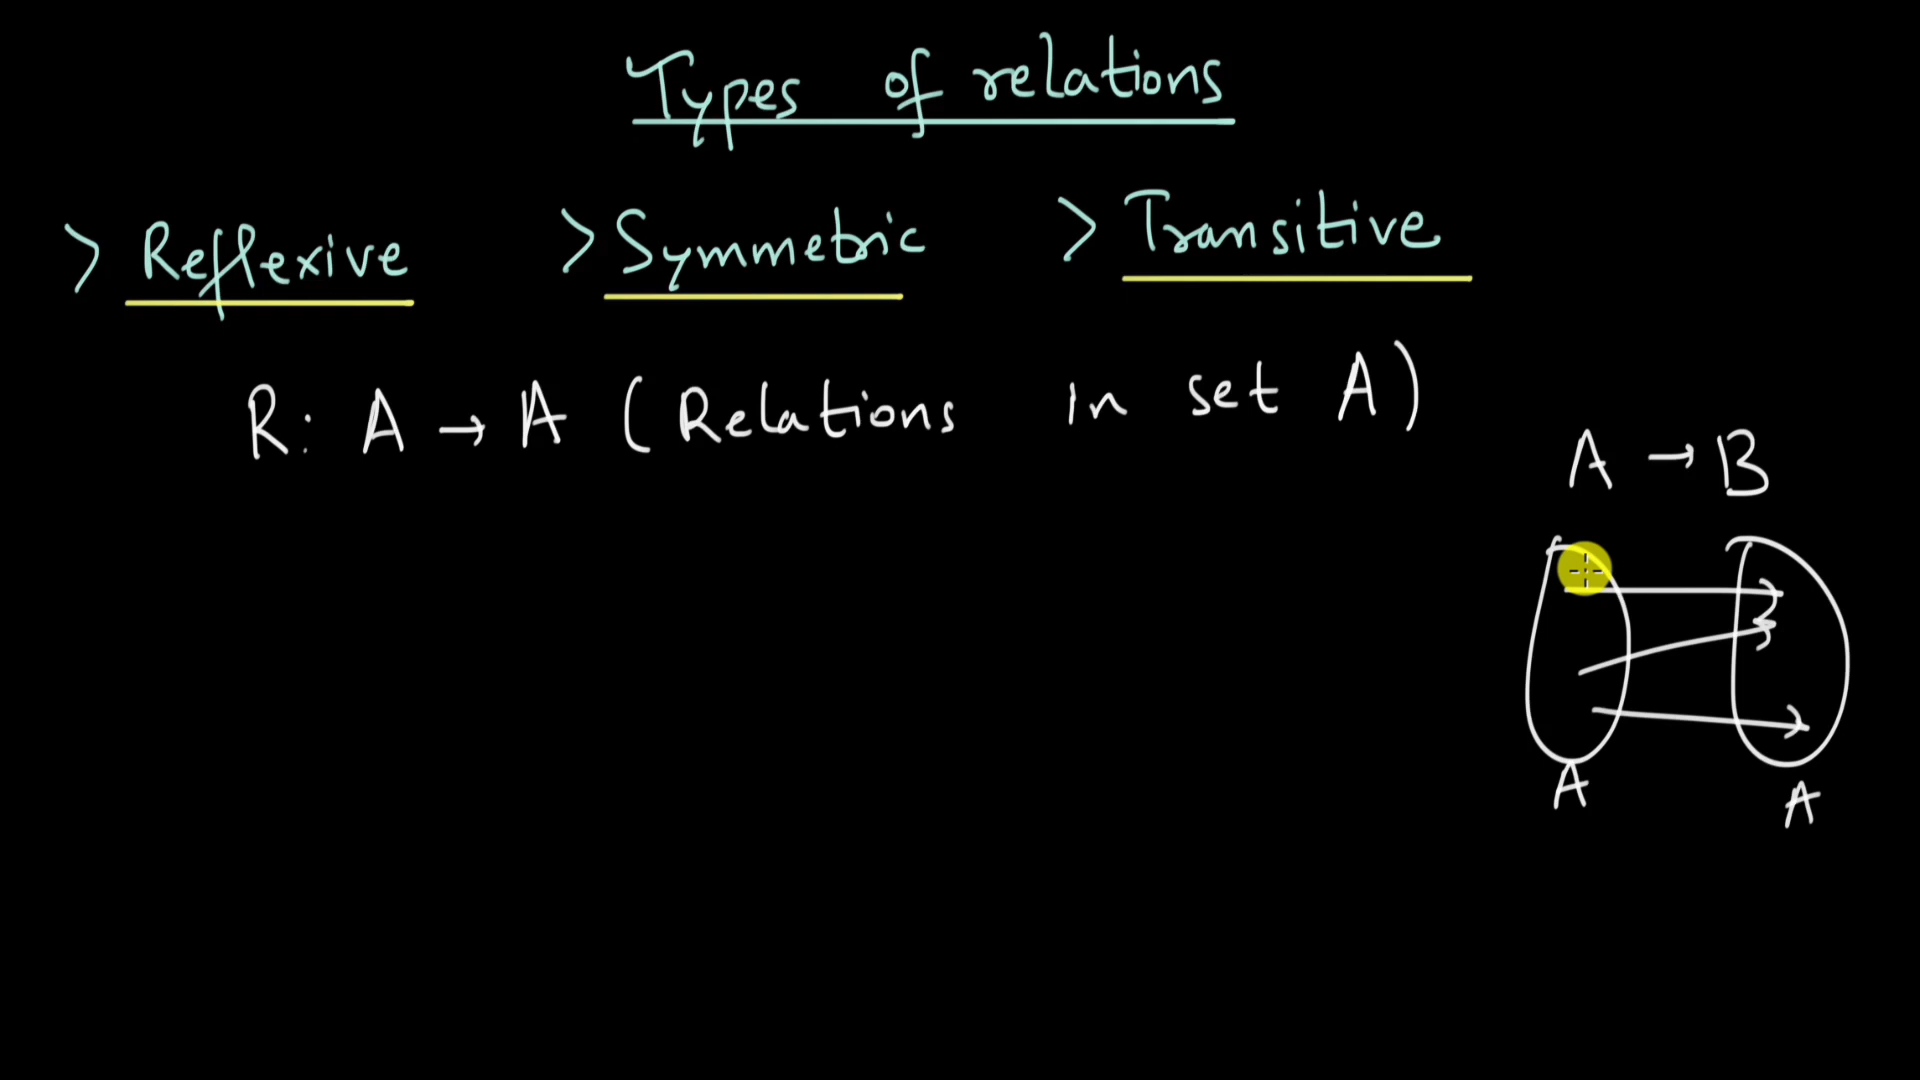 Types of relations
> Reflexive > Symmetric > Transitive
R: A → A (Relations in set A)
A → B
A A